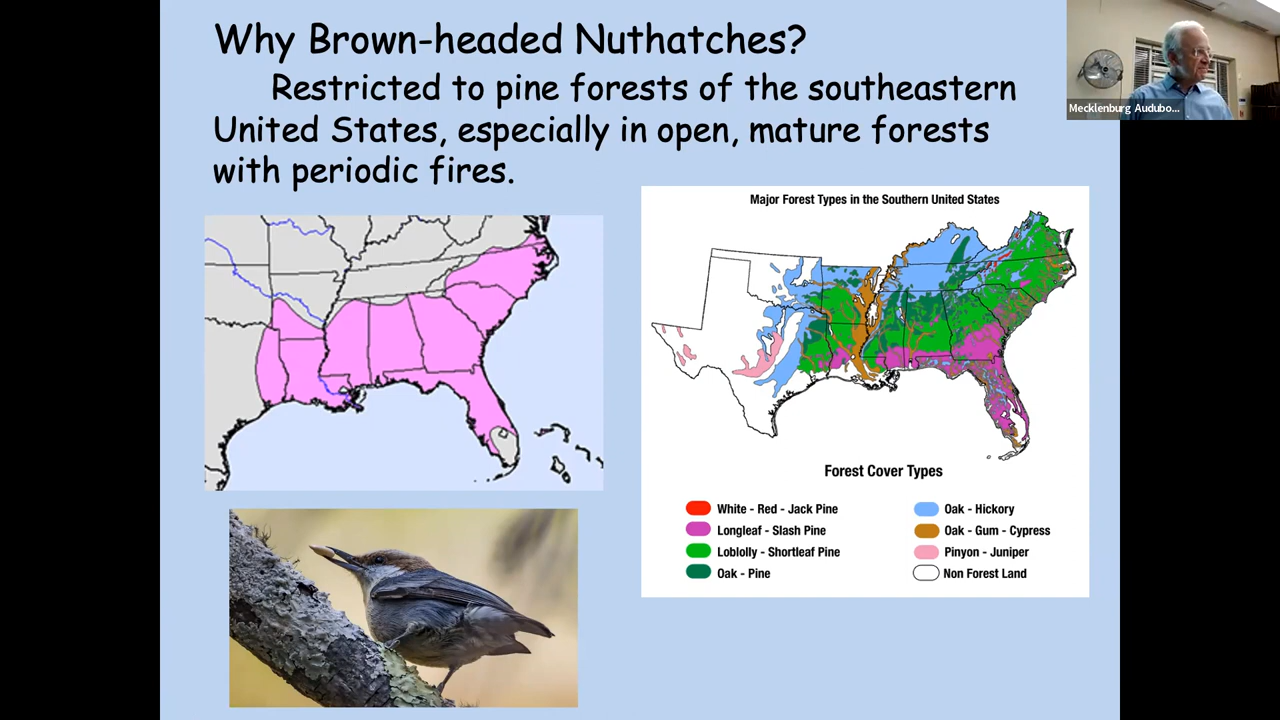 Why Brown-headed Nuthatches?
Restricted to pine forests of the southeastern
United States, especially in open, mature forests
with periodic fires.
Mecklenburg Audubo...
Major Forest Types in the Southern United States
Forest Cover Types
White - Red - Jack Pine
Longleaf - Slash Pine
Loblolly - Shortleaf Pine
Oak - Pine
Oak - Hickory
Oak - Gum - Cypress
Pinyon - Juniper
Non Forest Land